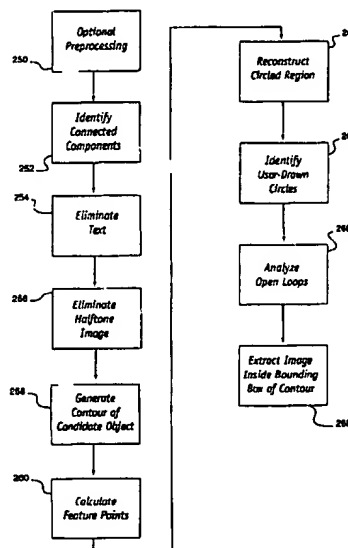 Optional
Preprocessing
250
Identify
Connected
Components
252
254
Eliminate
Text
256
Eliminate
Halftone
Image
258
Generate
Contour of
Candidate Object
260
Calculate
Feature Points
Reconstruct
Circled Region
Identify
User-Drawn
Circles
Analyze
Open Loops
Extract Image
Inside Bounding
Box of Contour